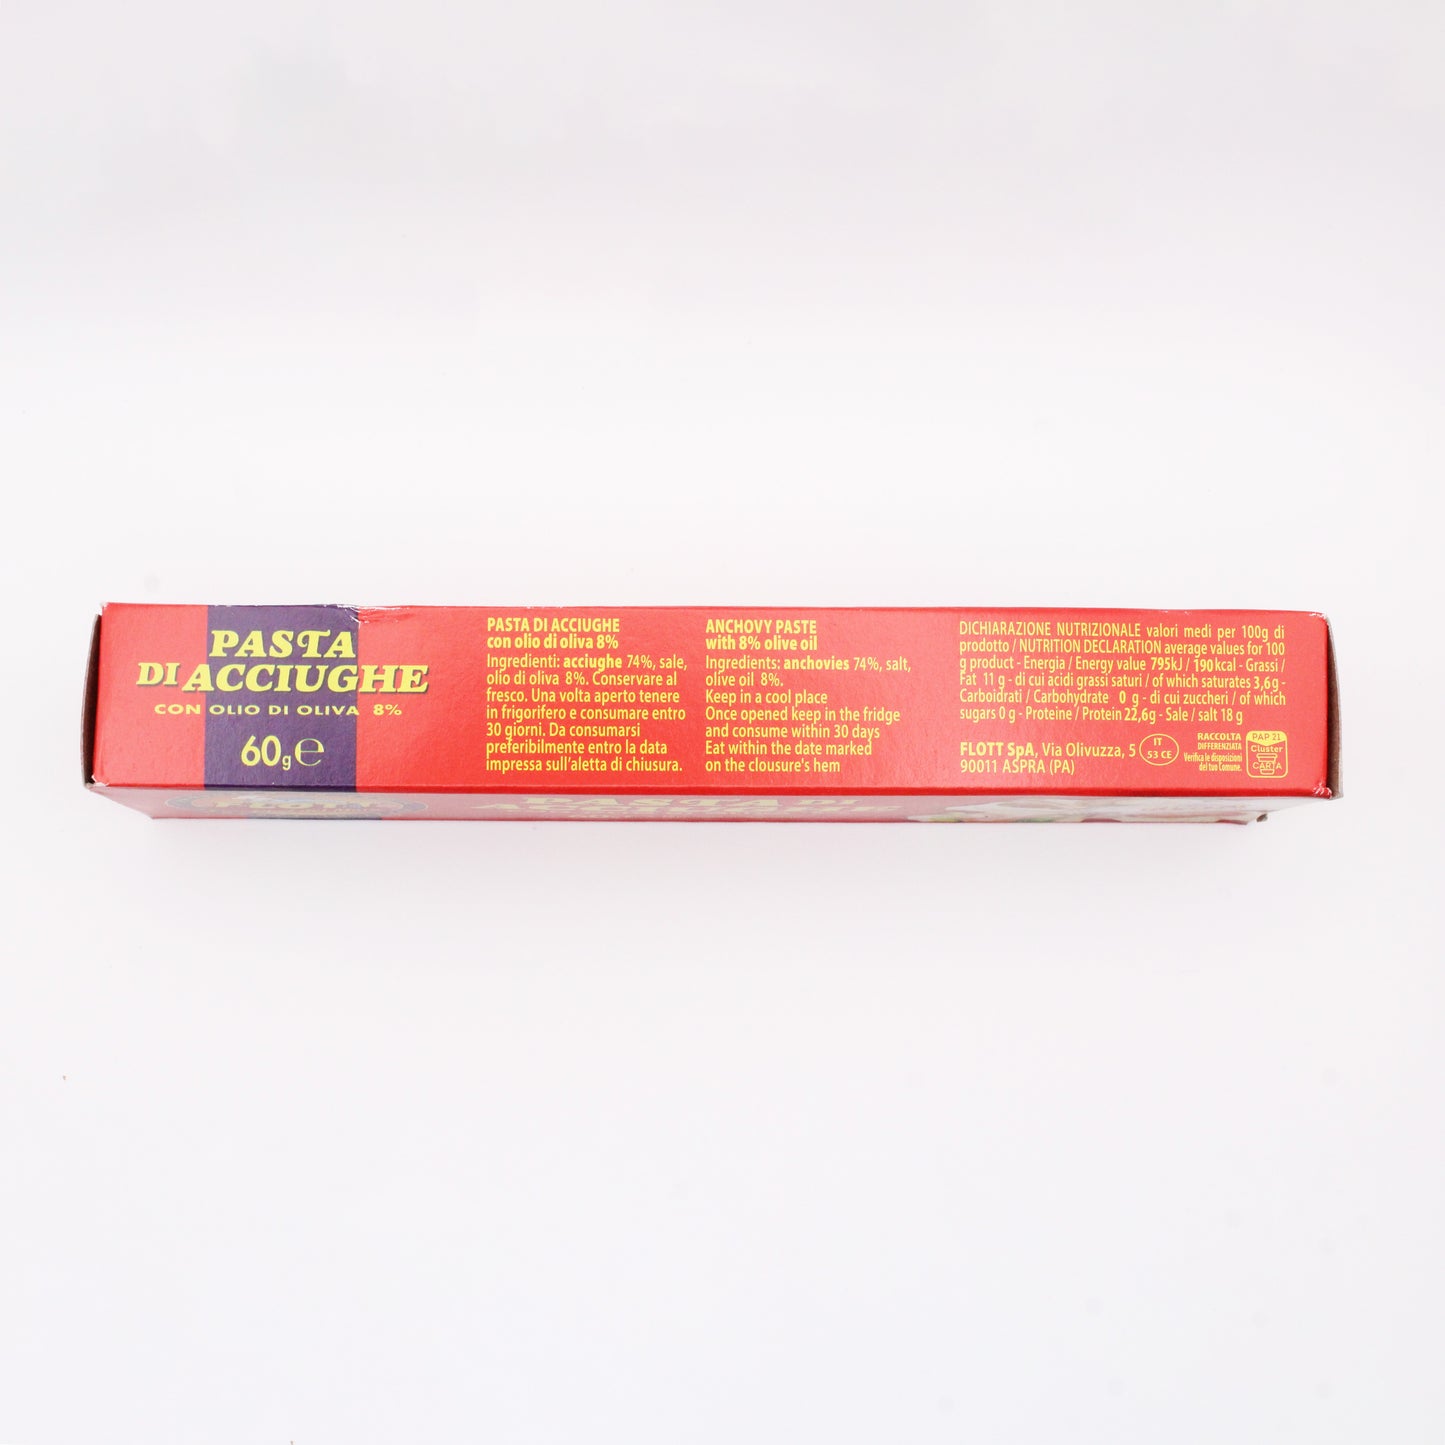 PASTA
DI ACCIUGHE
CON OLIO DI OLIVA 8%
60g ℮
PASTA DI ACCIUGHE
con olio di oliva 8%
Ingredienti: acciughe 74%, sale,
olio di oliva 8%. Conservare al
fresco. Una volta aperto tenere
in frigorifero e consumare entro
30 giorni. Da consumarsi
preferibilmente entro la data
impressa sull'aletta di chiusura.
ANCHOVY PASTE
with 8% olive oil
Ingredients: anchovies 74%, salt,
olive oil 8%.
Keep in a cool place
Once opened keep in the fridge
and consume within 30 days
Eat within the date marked
on the clousure's hem
DICHIARAZIONE NUTRIZIONALE valori medi per 100g di
prodotto / NUTRITION DECLARATION average values for 100
g product - Energia / Energy value 795kJ / 190kcal - Grassi /
Fat 11 g - di cui acidi grassi saturi / of which saturates 3,6g -
Carboidrati / Carbohydrate 0 g - di cui zuccheri / of which
sugars 0 g - Proteine / Protein 22,6g - Sale / salt 18 g
FLOTT SpA, Via Olivuzza, 5
90011 ASPRA (PA)
IT
53 CE
RACCOLTA
DIFFERENZIATA
Verifica le disposizioni
del tuo Comune.
PAP 21
Cluster
CARTA
PASTA DI